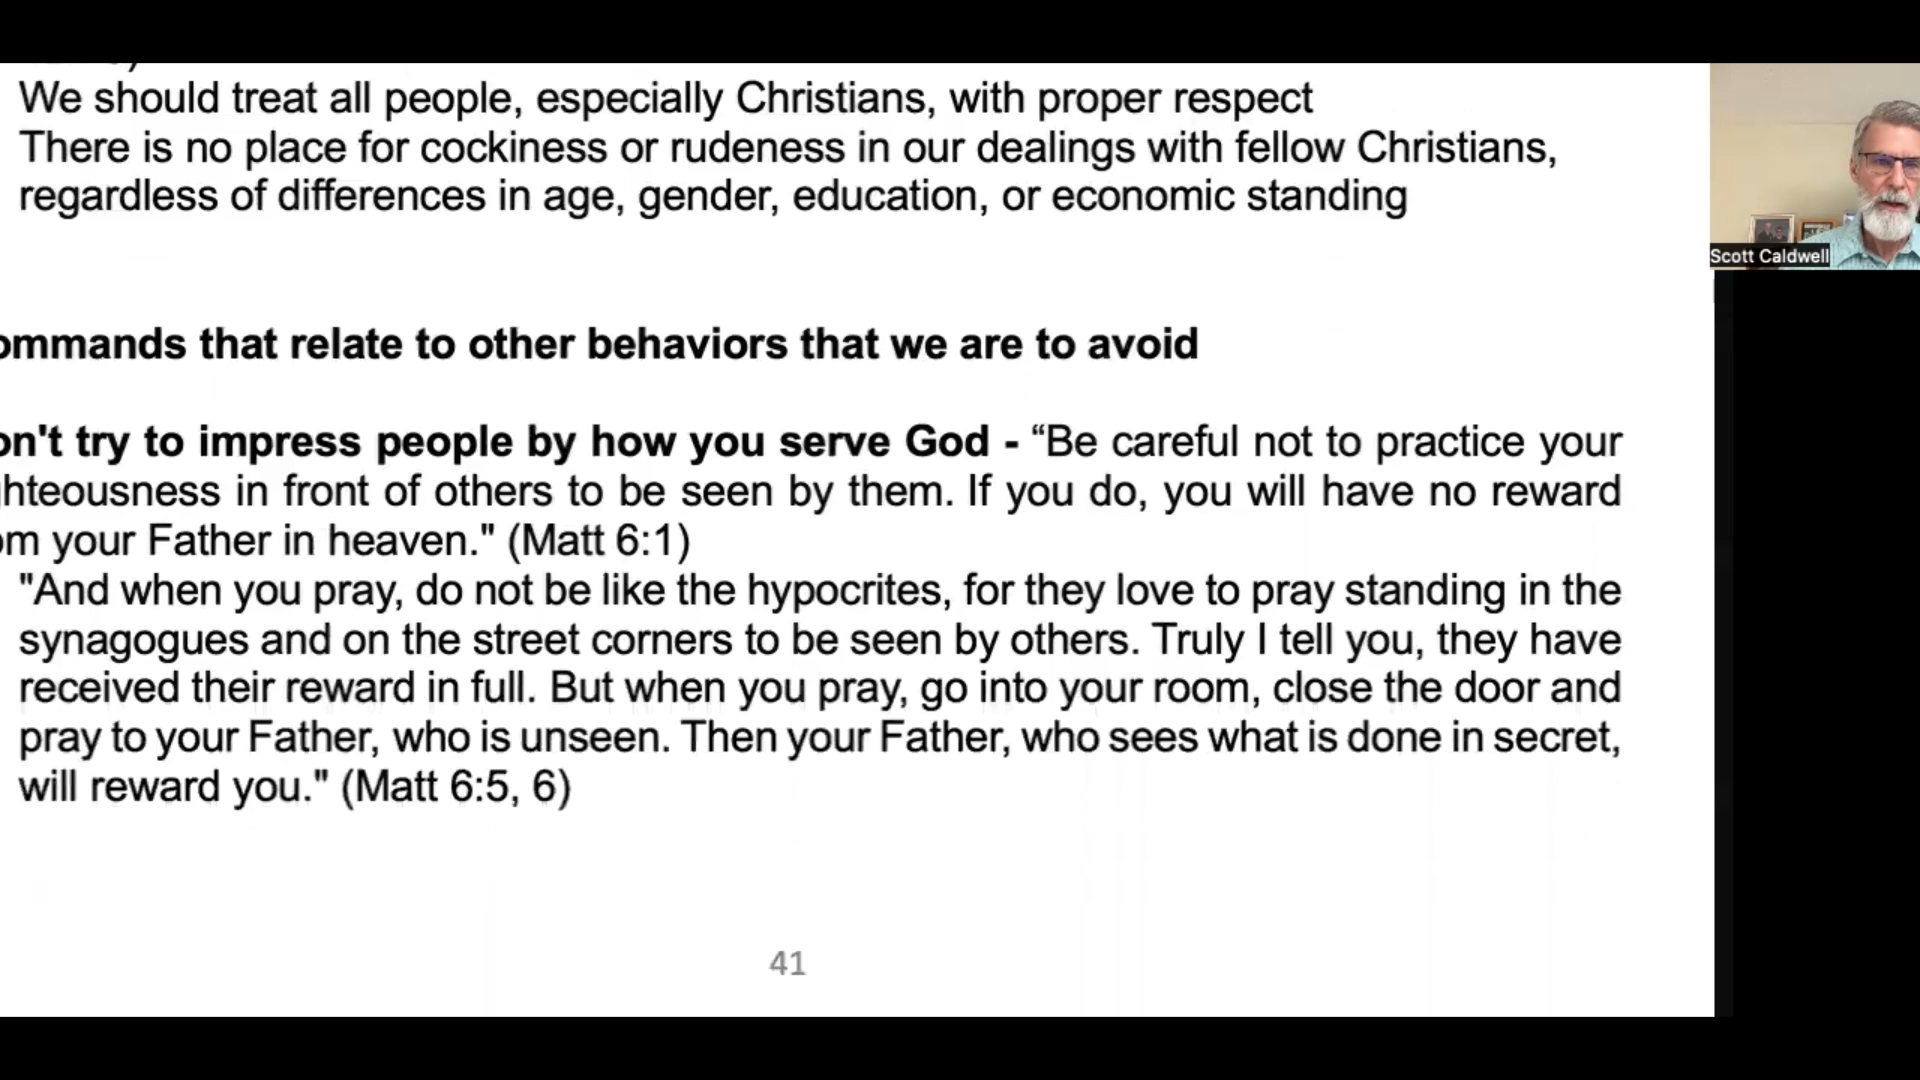 We should treat all people, especially Christians, with proper respect
There is no place for cockiness or rudeness in our dealings with fellow Christians,
regardless of differences in age, gender, education, or economic standing
Scott Caldwell
ommands that relate to other behaviors that we are to avoid
on't try to impress people by how you serve God - “Be careful not to practice your
hteousness in front of others to be seen by them. If you do, you will have no reward
om your Father in heaven." (Matt 6:1)
"And when you pray, do not be like the hypocrites, for they love to pray standing in the
synagogues and on the street corners to be seen by others. Truly I tell you, they have
received their reward in full. But when you pray, go into your room, close the door and
pray to your Father, who is unseen. Then your Father, who sees what is done in secret,
will reward you." (Matt 6:5, 6)
41